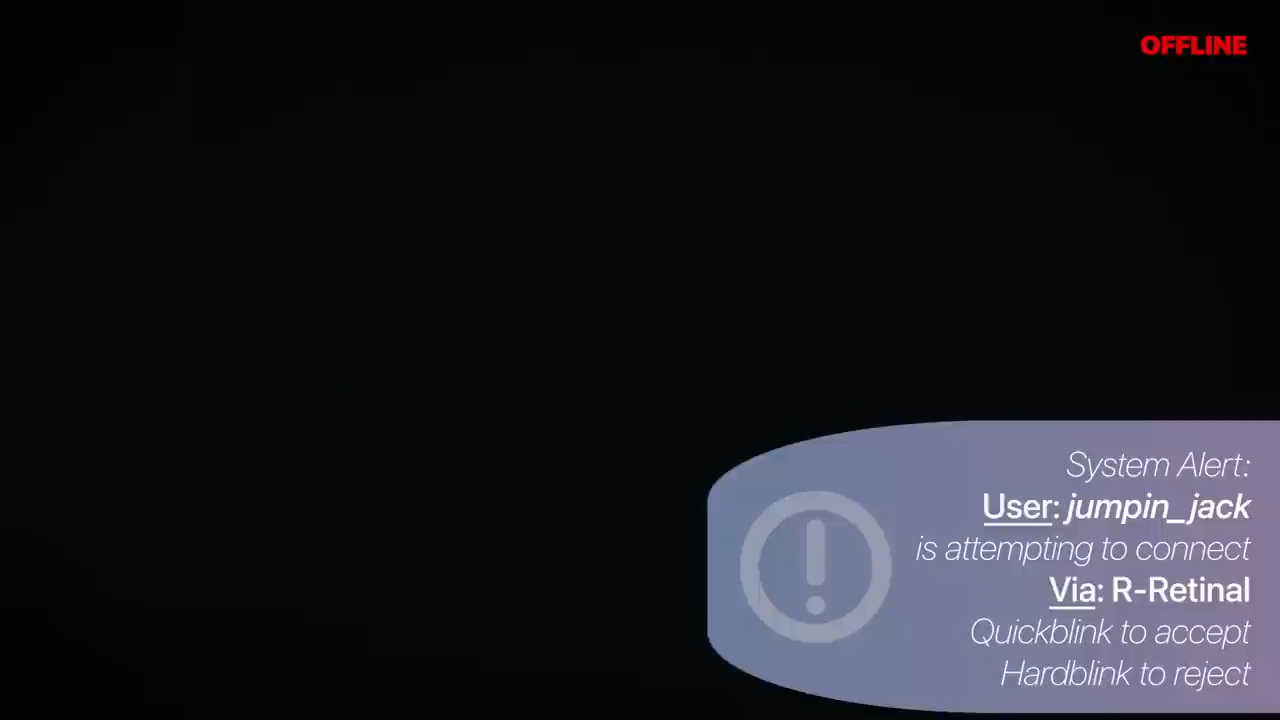 OFFLINE
System Alert:
User: jumpin_jack
is attempting to connect
Via: R-Retinal
Quickblink to accept
Hardblink to reject